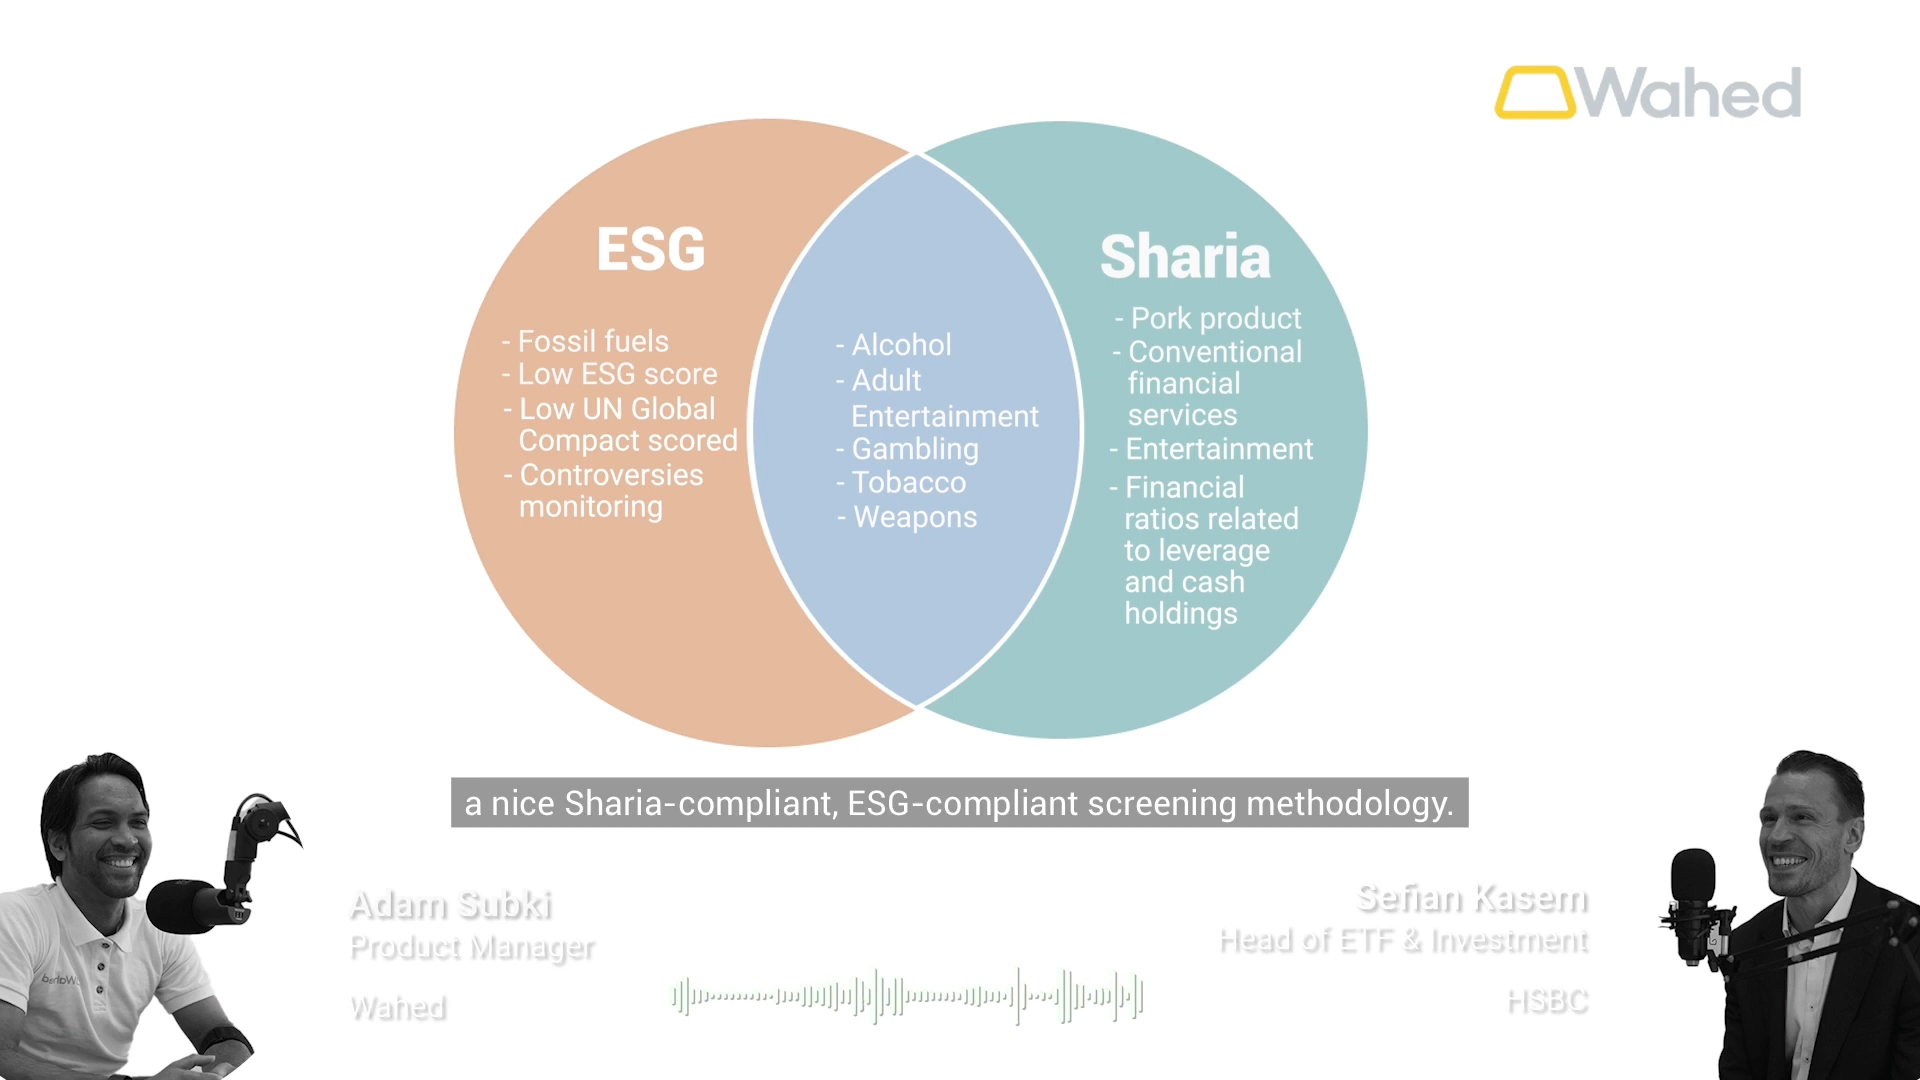 Wahed
ESG
- Fossil fuels
- Low ESG score
- Low UN Global
Compact scored
- Controversies
monitoring
- Alcohol
- Adult
Entertainment
- Gambling
- Tobacco
- Weapons
Sharia
- Pork product
- Conventional
financial
services
- Entertainment
- Financial
ratios related
to leverage
and cash
holdings
a nice Sharia-compliant, ESG-compliant screening methodology.
Adam Subki
Product Manager
Wahed
Sefian Kasem
Head of ETF & Investment
HSBC